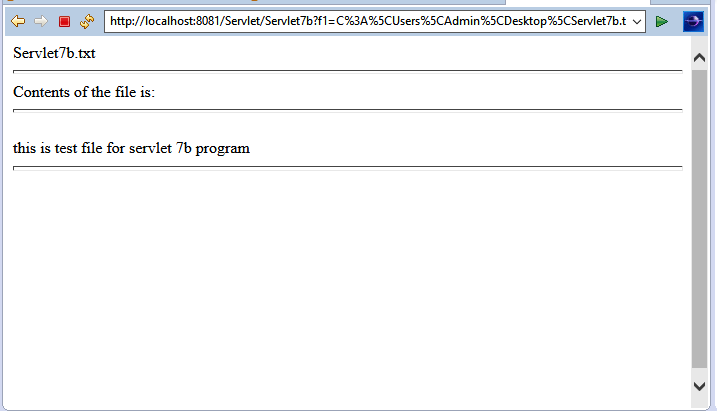 http://localhost:8081/Servlet/Servlet7b?f1=C%3A%5CUsers%5CAdmin%5CDesktop%5CServlet7b.t
Servlet7b.txt
Contents of the file is:
this is test file for servlet 7b program